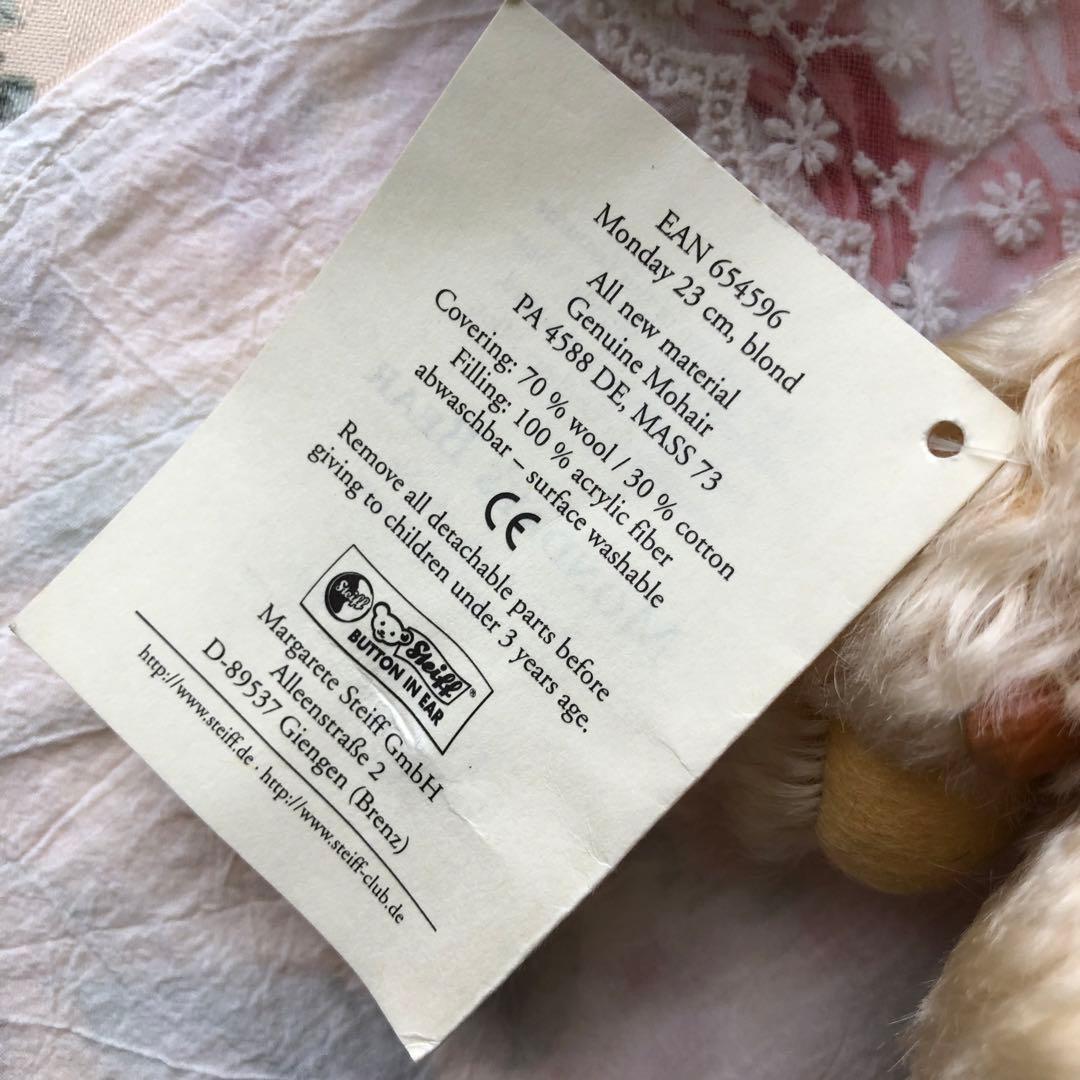 EAN 654596
Monday 23 cm, blond
All new material
Genuine Mohair
PA 4588 DE, MASS 73
Covering: 70 % wool / 30 % cotton
Filling: 100 % acrylic fiber
abwaschbar – surface washable
CE
Remove all detachable parts before
giving to children under 3 years age.
Steiff
Steiff®
BUTTON IN EAR
Margarete Steiff GmbH
Alleenstraße 2
D-89537 Giengen (Brenz)
http://www.steiff.de · http://www.steiff-club.de